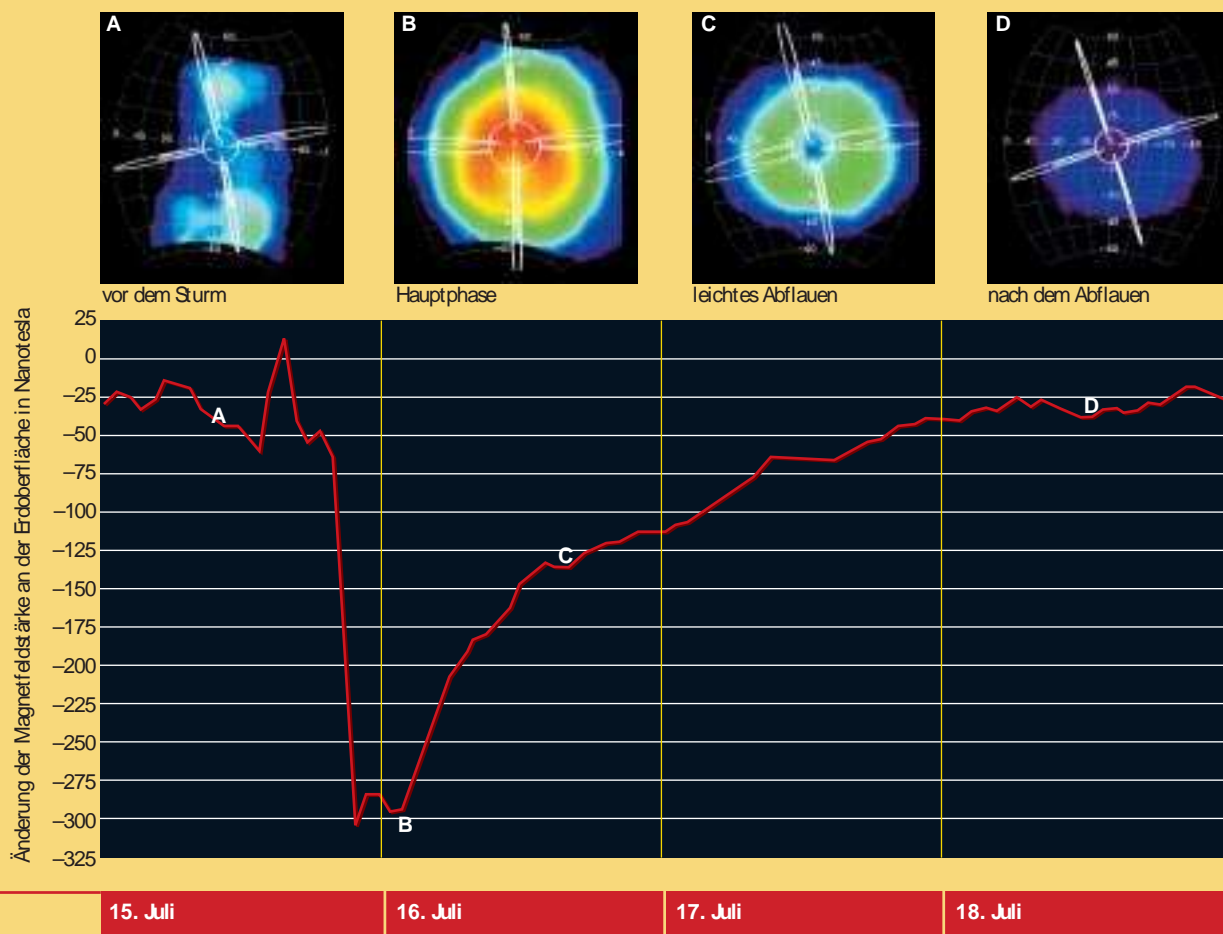 A
B
C
D
vor dem Sturm
Hauptphase
leichtes Abflauen
nach dem Abflauen
Änderung der Magnetfeldstärke an der Erdoberfläche in Nanotesla
25
0
–25
–50
–75
–100
–125
–150
–175
–200
–225
–250
–275
–300
–325
A
B
C
D
15. Juli
16. Juli
17. Juli
18. Juli